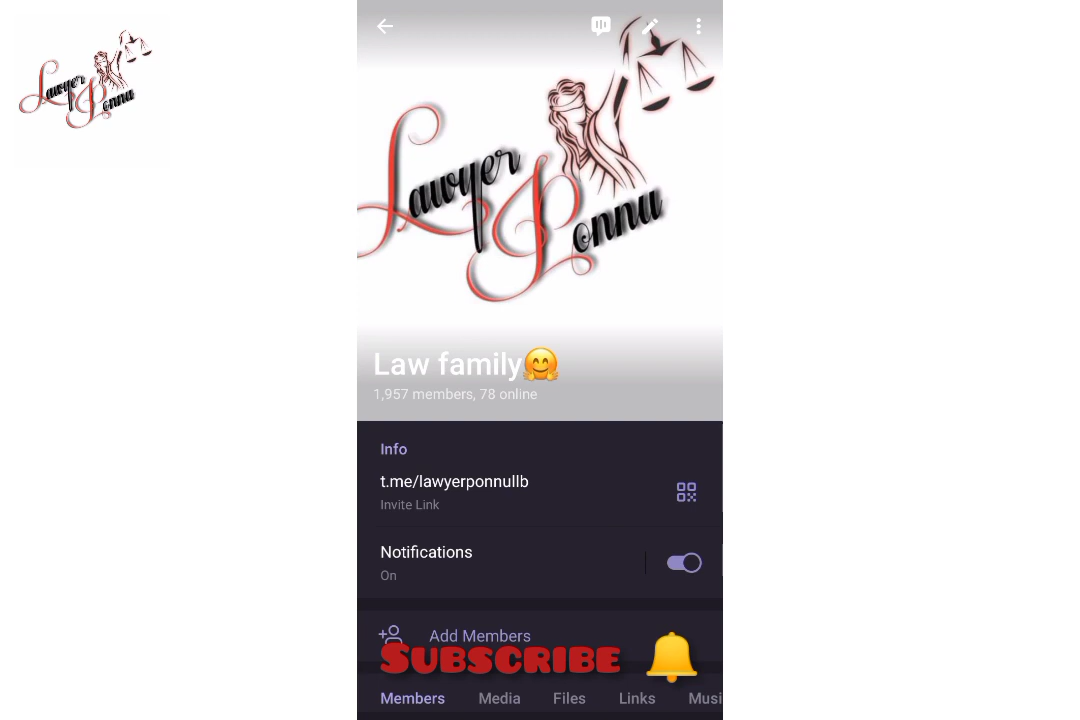 Lawyer Ponnu
Lawyer Ponnu
Law family🤗
1,957 members, 78 online
Info
t.me/lawyerponnullb
Invite Link
Notifications
On
Add Members
SUBSCRIBE
Members Media Files Links Musi